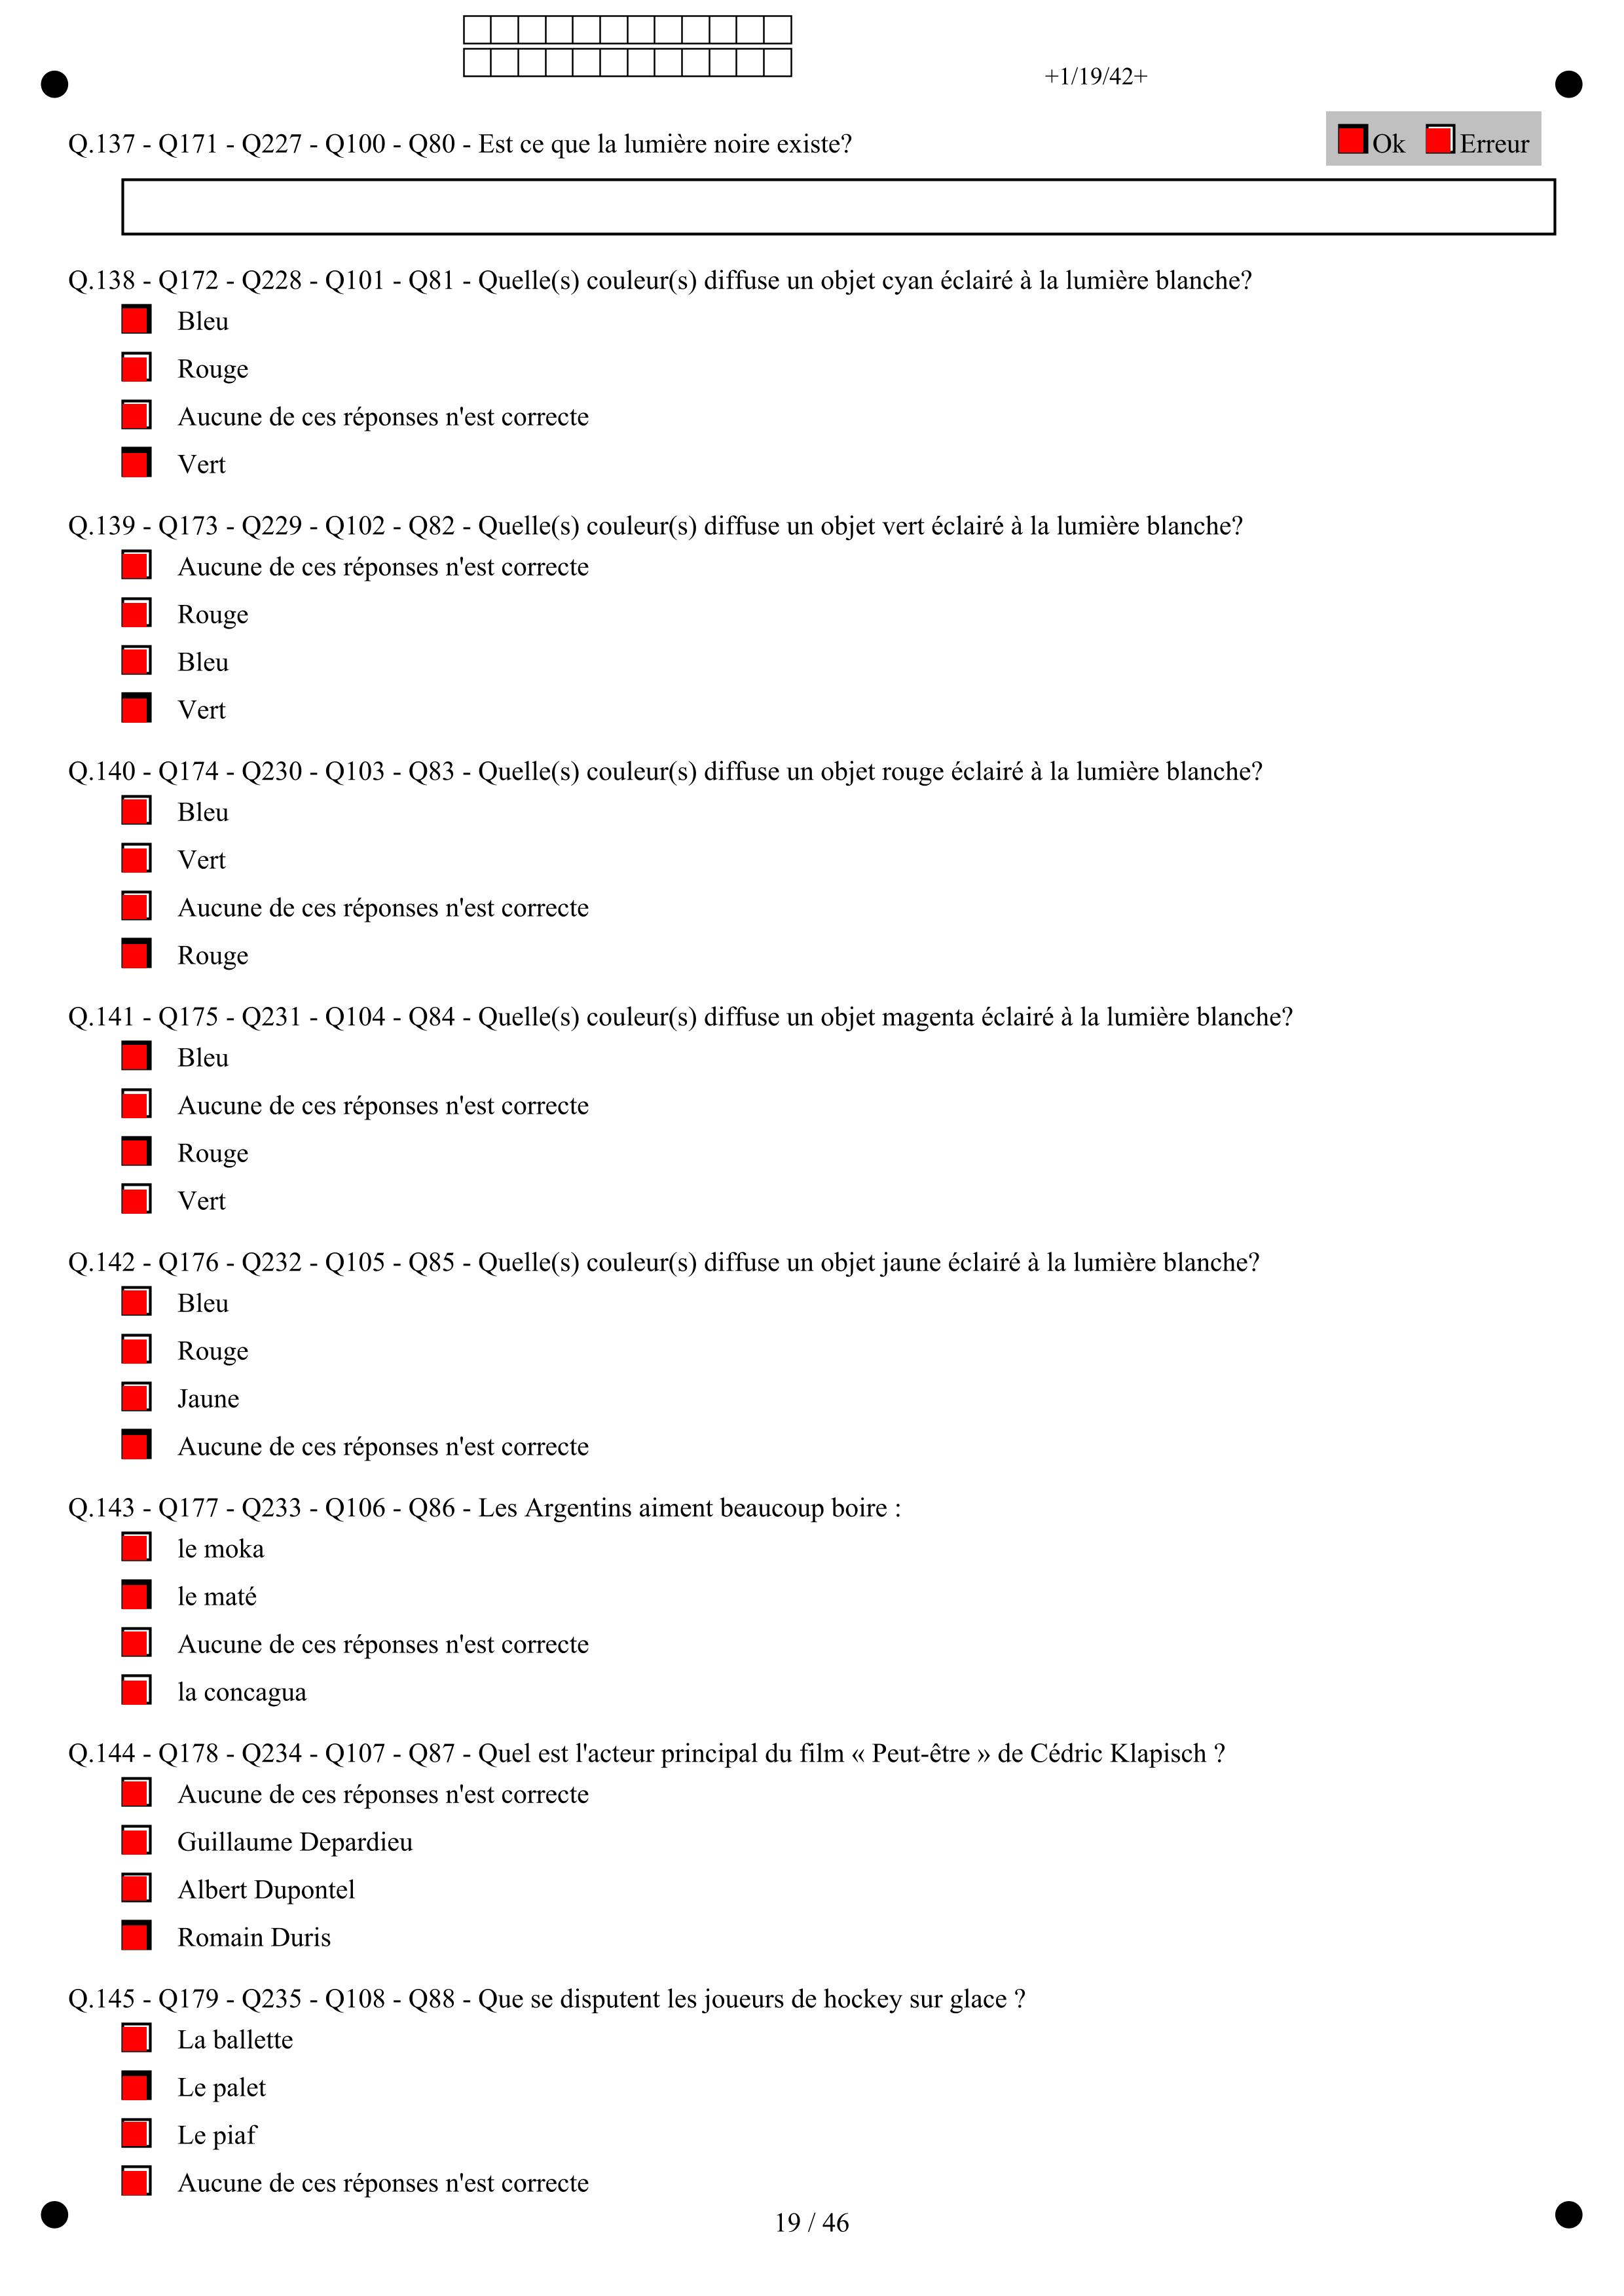 +1/19/42+
Q.137 - Q171 - Q227 - Q100 - Q80 - Est ce que la lumière noire existe?
Ok Erreur
Q.138 - Q172 - Q228 - Q101 - Q81 - Quelle(s) couleur(s) diffuse un objet cyan éclairé à la lumière blanche?
Bleu
Rouge
Aucune de ces réponses n'est correcte
Vert
Q.139 - Q173 - Q229 - Q102 - Q82 - Quelle(s) couleur(s) diffuse un objet vert éclairé à la lumière blanche?
Aucune de ces réponses n'est correcte
Rouge
Bleu
Vert
Q.140 - Q174 - Q230 - Q103 - Q83 - Quelle(s) couleur(s) diffuse un objet rouge éclairé à la lumière blanche?
Bleu
Vert
Aucune de ces réponses n'est correcte
Rouge
Q.141 - Q175 - Q231 - Q104 - Q84 - Quelle(s) couleur(s) diffuse un objet magenta éclairé à la lumière blanche?
Bleu
Aucune de ces réponses n'est correcte
Rouge
Vert
Q.142 - Q176 - Q232 - Q105 - Q85 - Quelle(s) couleur(s) diffuse un objet jaune éclairé à la lumière blanche?
Bleu
Rouge
Jaune
Aucune de ces réponses n'est correcte
Q.143 - Q177 - Q233 - Q106 - Q86 - Les Argentins aiment beaucoup boire :
le moka
le maté
Aucune de ces réponses n'est correcte
la concagua
Q.144 - Q178 - Q234 - Q107 - Q87 - Quel est l'acteur principal du film « Peut-être » de Cédric Klapisch ?
Aucune de ces réponses n'est correcte
Guillaume Depardieu
Albert Dupontel
Romain Duris
Q.145 - Q179 - Q235 - Q108 - Q88 - Que se disputent les joueurs de hockey sur glace ?
La ballette
Le palet
Le piaf
Aucune de ces réponses n'est correcte
19 / 46